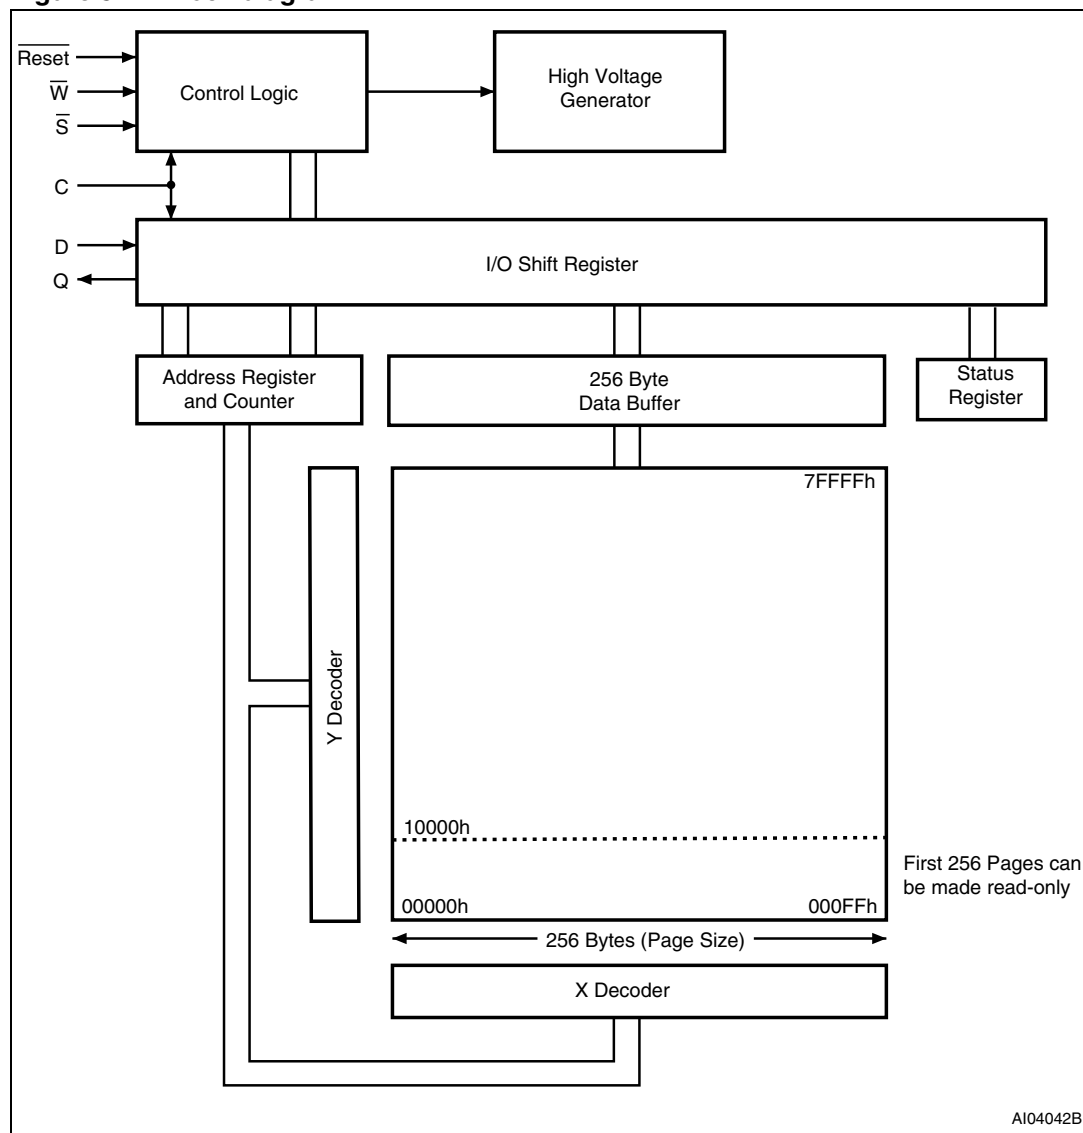 Reset
W
S
C
D
Q
Control Logic
High Voltage
Generator
I/O Shift Register
Address Register
and Counter
256 Byte
Data Buffer
Status
Register
7FFFFh
Y Decoder
10000h
First 256 Pages can
be made read-only
00000h
000FFh
256 Bytes (Page Size)
X Decoder
AI04042B